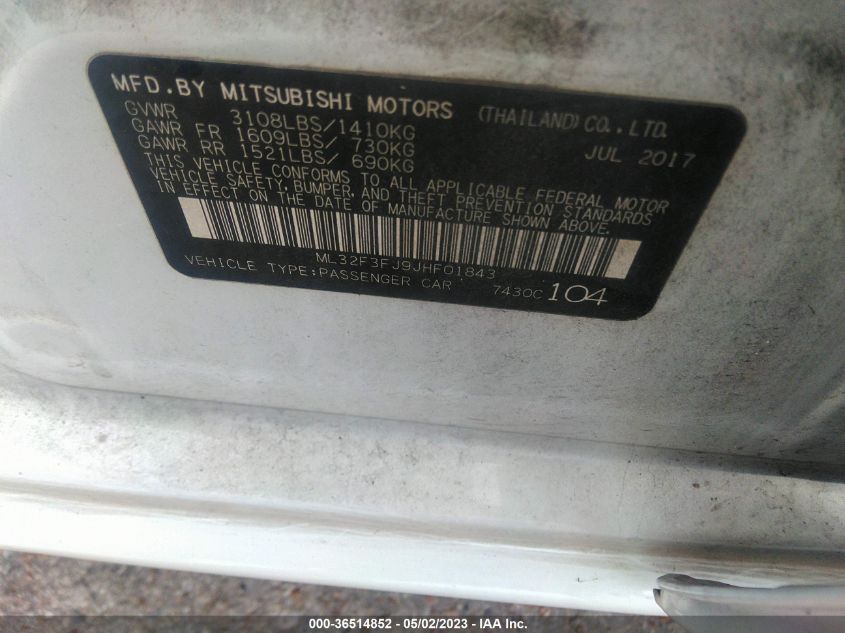 MFD.BY MITSUBISHI MOTORS (THAILAND) CO., LTD.
GVWR 3108LBS/1410KG JUL 2017
GAWR FR 1609LBS/ 730KG
GAWR RR 1521LBS/ 690KG
THIS VEHICLE CONFORMS TO ALL APPLICABLE FEDERAL MOTOR
VEHICLE SAFETY, BUMPER, AND THEFT PREVENTION STANDARDS
IN EFFECT ON THE DATE OF MANUFACTURE SHOWN ABOVE.
ML32F3FJ9JHF01843
VEHICLE TYPE:PASSENGER CAR 7430C 104
000-36514852 - 05/02/2023 - IAA Inc.